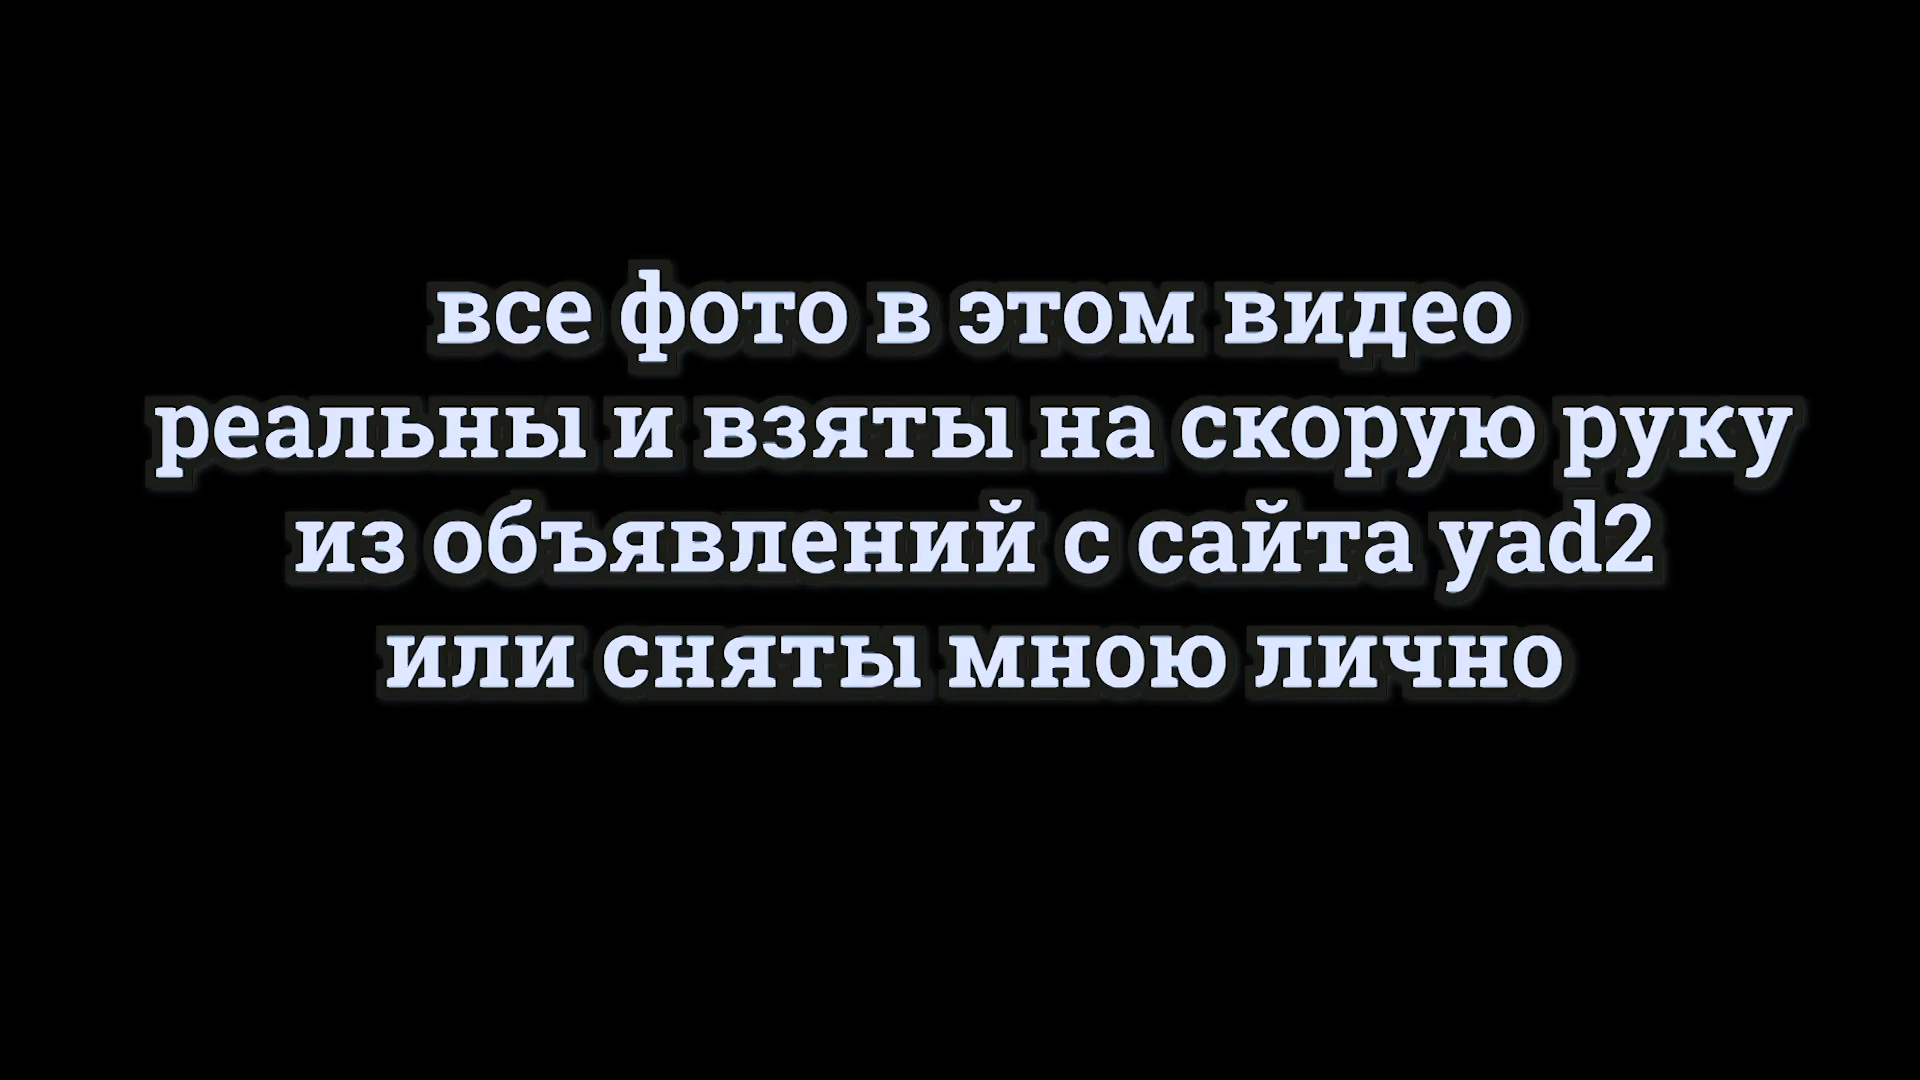 все фото в этом видео
реальны и взяты на скорую руку
из объявлений с сайта yad2
или сняты мною лично